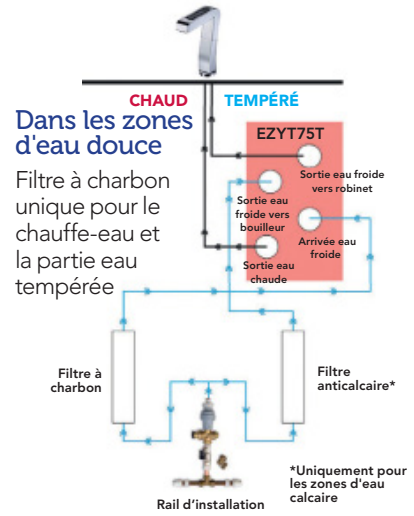 CHAUD TEMPÉRÉ
Dans les zones
d'eau douce
Filtre à charbon
unique pour le
chauffe-eau et
la partie eau
tempérée
EZYT75T
Sortie eau froide
vers robinet
Sortie eau
froide vers
bouilleur
Arrivée eau
froide
Sortie eau
chaude
Filtre à
charbon
Filtre
anticalcaire*
Rail d'installation
*Uniquement pour
les zones d'eau
calcaire